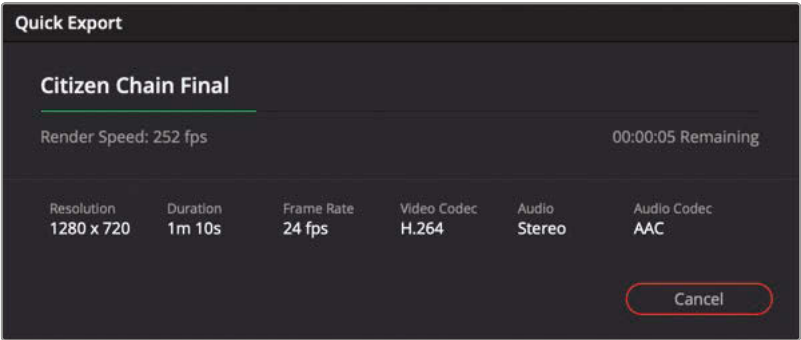 Quick Export
Citizen Chain Final
Render Speed: 252 fps 00:00:05 Remaining
Resolution Duration Frame Rate Video Codec Audio Audio Codec
1280 x 720 1m 10s 24 fps H.264 Stereo AAC
Cancel